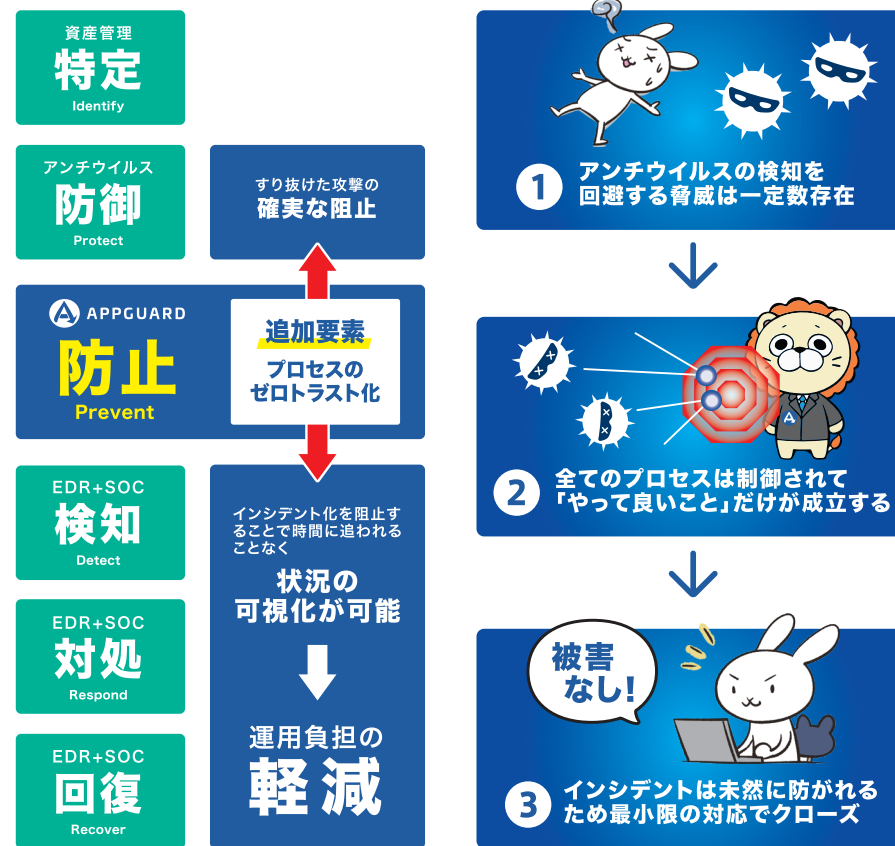 資産管理
特定
Identify
アンチウイルス
防御
Protect
すり抜けた攻撃の
確実な阻止
APPGUARD
防止
Prevent
追加要素
プロセスの
ゼロトラスト化
EDR+SOC
検知
Detect
EDR+SOC
対処
Respond
EDR+SOC
回復
Recover
インシデント化を阻止す
ることで時間に追われる
ことなく
状況の
可視化が可能
運用負担の
軽減
1
アンチウイルスの検知を
回避する脅威は一定数存在
2
全てのプロセスは制御されて
「やって良いこと」だけが成立する
被害
なし!
3
インシデントは未然に防がれる
ため最小限の対応でクローズ